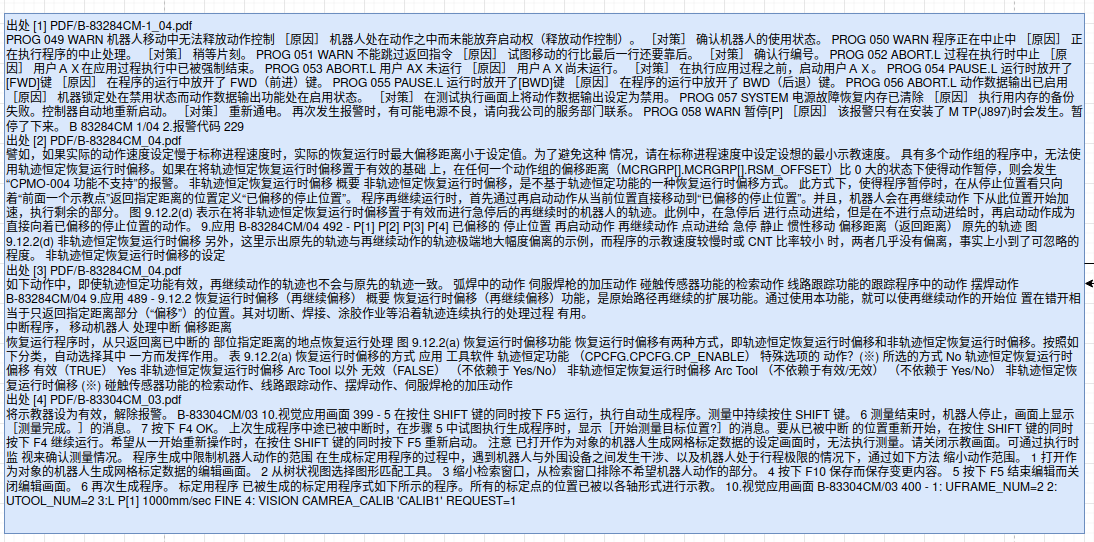 出处 [1] PDF/B-83284CM-1_04.pdf
PROG 049 WARN 机器人移动中无法释放动作控制 [原因] 机器人处在动作之中而未能放弃启动权（释放动作控制）。 [对策] 确认机器人的使用状态。 PROG 050 WARN 程序正在中止中 [原因] 正
在执行程序的中止处理。 [对策] 稍等片刻。 PROG 051 WARN 不能跳过返回指令 [原因] 试图移动的行比最后一行还要靠后。 [对策] 确认行编号。 PROG 052 ABORT.L 过程在执行时中止 [原
因] 用户ＡＸ在应用过程执行中已被强制结束。 PROG 053 ABORT.L 用户 AX 未运行 [原因] 用户ＡＸ尚未运行。 [对策] 在执行应用过程之前，启动用户ＡＸ。 PROG 054 PAUSE.L 运行时放开了
[FWD]键 [原因] 在程序的运行中放开了 FWD（前进）键。 PROG 055 PAUSE.L 运行时放开了[BWD]键 [原因] 在程序的运行中放开了 BWD（后退）键。 PROG 056 ABORT.L 动作数据输出已启用
[原因] 机器锁定处在禁用状态而动作数据输出功能处在启用状态。 [对策] 在测试执行画面上将动作数据输出设定为禁用。 PROG 057 SYSTEM 电源故障恢复内存已清除 [原因] 执行用内存的备份
失败。控制器自动地重新启动。 [对策] 重新通电。 再次发生报警时，有可能电源不良，请向我公司的服务部门联系。 PROG 058 WARN 暂停[P] [原因] 该报警只有在安装了 M TP(J897)时会发生。暂
停了下来。 B 83284CM 1/04 2.报警代码 229
出处 [2] PDF/B-83284CM_04.pdf
譬如，如果实际的动作速度设定慢于标称进程速度时，实际的恢复运行时最大偏移距离小于设定值。为了避免这种 情况，请在标称进程速度中设定设想的最小示教速度。 具有多个动作组的程序中，无法使
用轨迹恒定恢复运行时偏移。如果在将轨迹恒定恢复运行时偏移置于有效的基础 上，在任何一个动作组的偏移距离（MCRGRP[].MCRGRP[].RSM_OFFSET）比 0 大的状态下使得动作暂停，则会发生
“CPMO-004 功能不支持”的报警。 非轨迹恒定恢复运行时偏移 概要 非轨迹恒定恢复运行时偏移，是不基于轨迹恒定功能的一种恢复运行时偏移方式。 此方式下，使得程序暂停时，在从停止位置看只向
着“前面一个示教点”返回指定距离的位置定义“已偏移的停止位置”。 程序再继续运行时，首先通过再启动动作从当前位置直接移动到“已偏移的停止位置”。并且，机器人会在再继续动作 下从此位置开始加
速，执行剩余的部分。 图 9.12.2(d) 表示在将非轨迹恒定恢复运行时偏移置于有效而进行急停后的再继续时的机器人的轨迹。此例中，在急停后 进行点动进给，但是在不进行点动进给时，再启动动作成为
直接向着已偏移的停止位置的动作。 9.应用 B-83284CM/04 492 - P[1] P[2] P[3] P[4] 已偏移的 停止位置 再启动动作 再继续动作 点动进给 急停 静止 惯性移动 偏移距离（返回距离） 原先的轨迹 图
9.12.2(d) 非轨迹恒定恢复运行时偏移 另外，这里示出原先的轨迹与再继续动作的轨迹极端地大幅度偏离的示例，而程序的示教速度较慢时或 CNT 比率较小 时，两者几乎没有偏离，事实上小到了可忽略的
程度。 非轨迹恒定恢复运行时偏移的设定
出处 [3] PDF/B-83284CM_04.pdf
如下动作中，即使轨迹恒定功能有效，再继续动作的轨迹也不会与原先的轨迹一致。 弧焊中的动作 伺服焊枪的加压动作 碰触传感器功能的检索动作 线路跟踪功能的跟踪程序中的动作 摆焊动作
B-83284CM/04 9.应用 489 - 9.12.2 恢复运行时偏移（再继续偏移） 概要 恢复运行时偏移（再继续偏移）功能，是原始路径再继续的扩展功能。通过使用本功能，就可以使再继续动作的开始位 置在错开相
当于只返回指定距离部分（“偏移”）的位置。其对切断、焊接、涂胶作业等沿着轨迹连续执行的处理过程 有用。
中断程序， 移动机器人 处理中断 偏移距离
恢复运行程序时，从只返回离已中断的 部位指定距离的地点恢复运行处理 图 9.12.2(a) 恢复运行时偏移功能 恢复运行时偏移有两种方式，即轨迹恒定恢复运行时偏移和非轨迹恒定恢复运行时偏移。按照如
下分类，自动选择其中 一方而发挥作用。 表 9.12.2(a) 恢复运行时偏移的方式 应用 工具软件 轨迹恒定功能 （CPCFG.CPCFG.CP_ENABLE） 特殊选项的 动作？(※) 所选的方式 No 轨迹恒定恢复运行时
偏移 有效（TRUE） Yes 非轨迹恒定恢复运行时偏移 Arc Tool 以外 无效（FALSE） （不依赖于 Yes/No） 非轨迹恒定恢复运行时偏移 Arc Tool （不依赖于有效/无效） （不依赖于 Yes/No） 非轨迹恒定恢
复运行时偏移 (※) 碰触传感器功能的检索动作、线路跟踪动作、摆焊动作、伺服焊枪的加压动作
出处 [4] PDF/B-83304CM_03.pdf
将示教器设为有效，解除报警。 B-83304CM/03 10.视觉应用画面 399 - 5 在按住 SHIFT 键的同时按下 F5 运行，执行自动生成程序。测量中持续按住 SHIFT 键。 6 测量结束时，机器人停止，画面上显示
［测量完成。］的消息。 7 按下 F4 OK。 上次生成程序中途已被中断时，在步骤 5 中试图执行生成程序时，显示［开始测量目标位置?］的消息。要从已被中断 的位置重新开始，在按住 SHIFT 键的同时
按下 F4 继续运行。希望从一开始重新操作时，在按住 SHIFT 键的同时按下 F5 重新启动。 注意 已打开作为对象的机器人生成网格标定数据的设定画面时，无法执行测量。请关闭示教画面。可通过执行时
监 视来确认测量情况。 程序生成中限制机器人动作的范围 在生成标定用程序的过程中，遇到机器人与外围设备之间发生干涉、以及机器人处于行程极限的情况下，通过如下方法 缩小动作范围。 1 打开作
为对象的机器人生成网格标定数据的编辑画面。 2 从树状视图选择图形匹配工具。 3 缩小检索窗口，从检索窗口排除不希望机器人动作的部分。 4 按下 F10 保存而保存变更内容。 5 按下 F5 结束编辑而关
闭编辑画面。 6 再次生成程序。 标定用程序 已被生成的标定用程序式如下所示的程序。所有的标定点的位置已被以各轴形式进行示教。 10.视觉应用画面 B-83304CM/03 400 - 1: UFRAME_NUM=2 2:
UTOOL_NUM=2 3:L P[1] 1000mm/sec FINE 4: VISION CAMREA_CALIB 'CALIB1' REQUEST=1